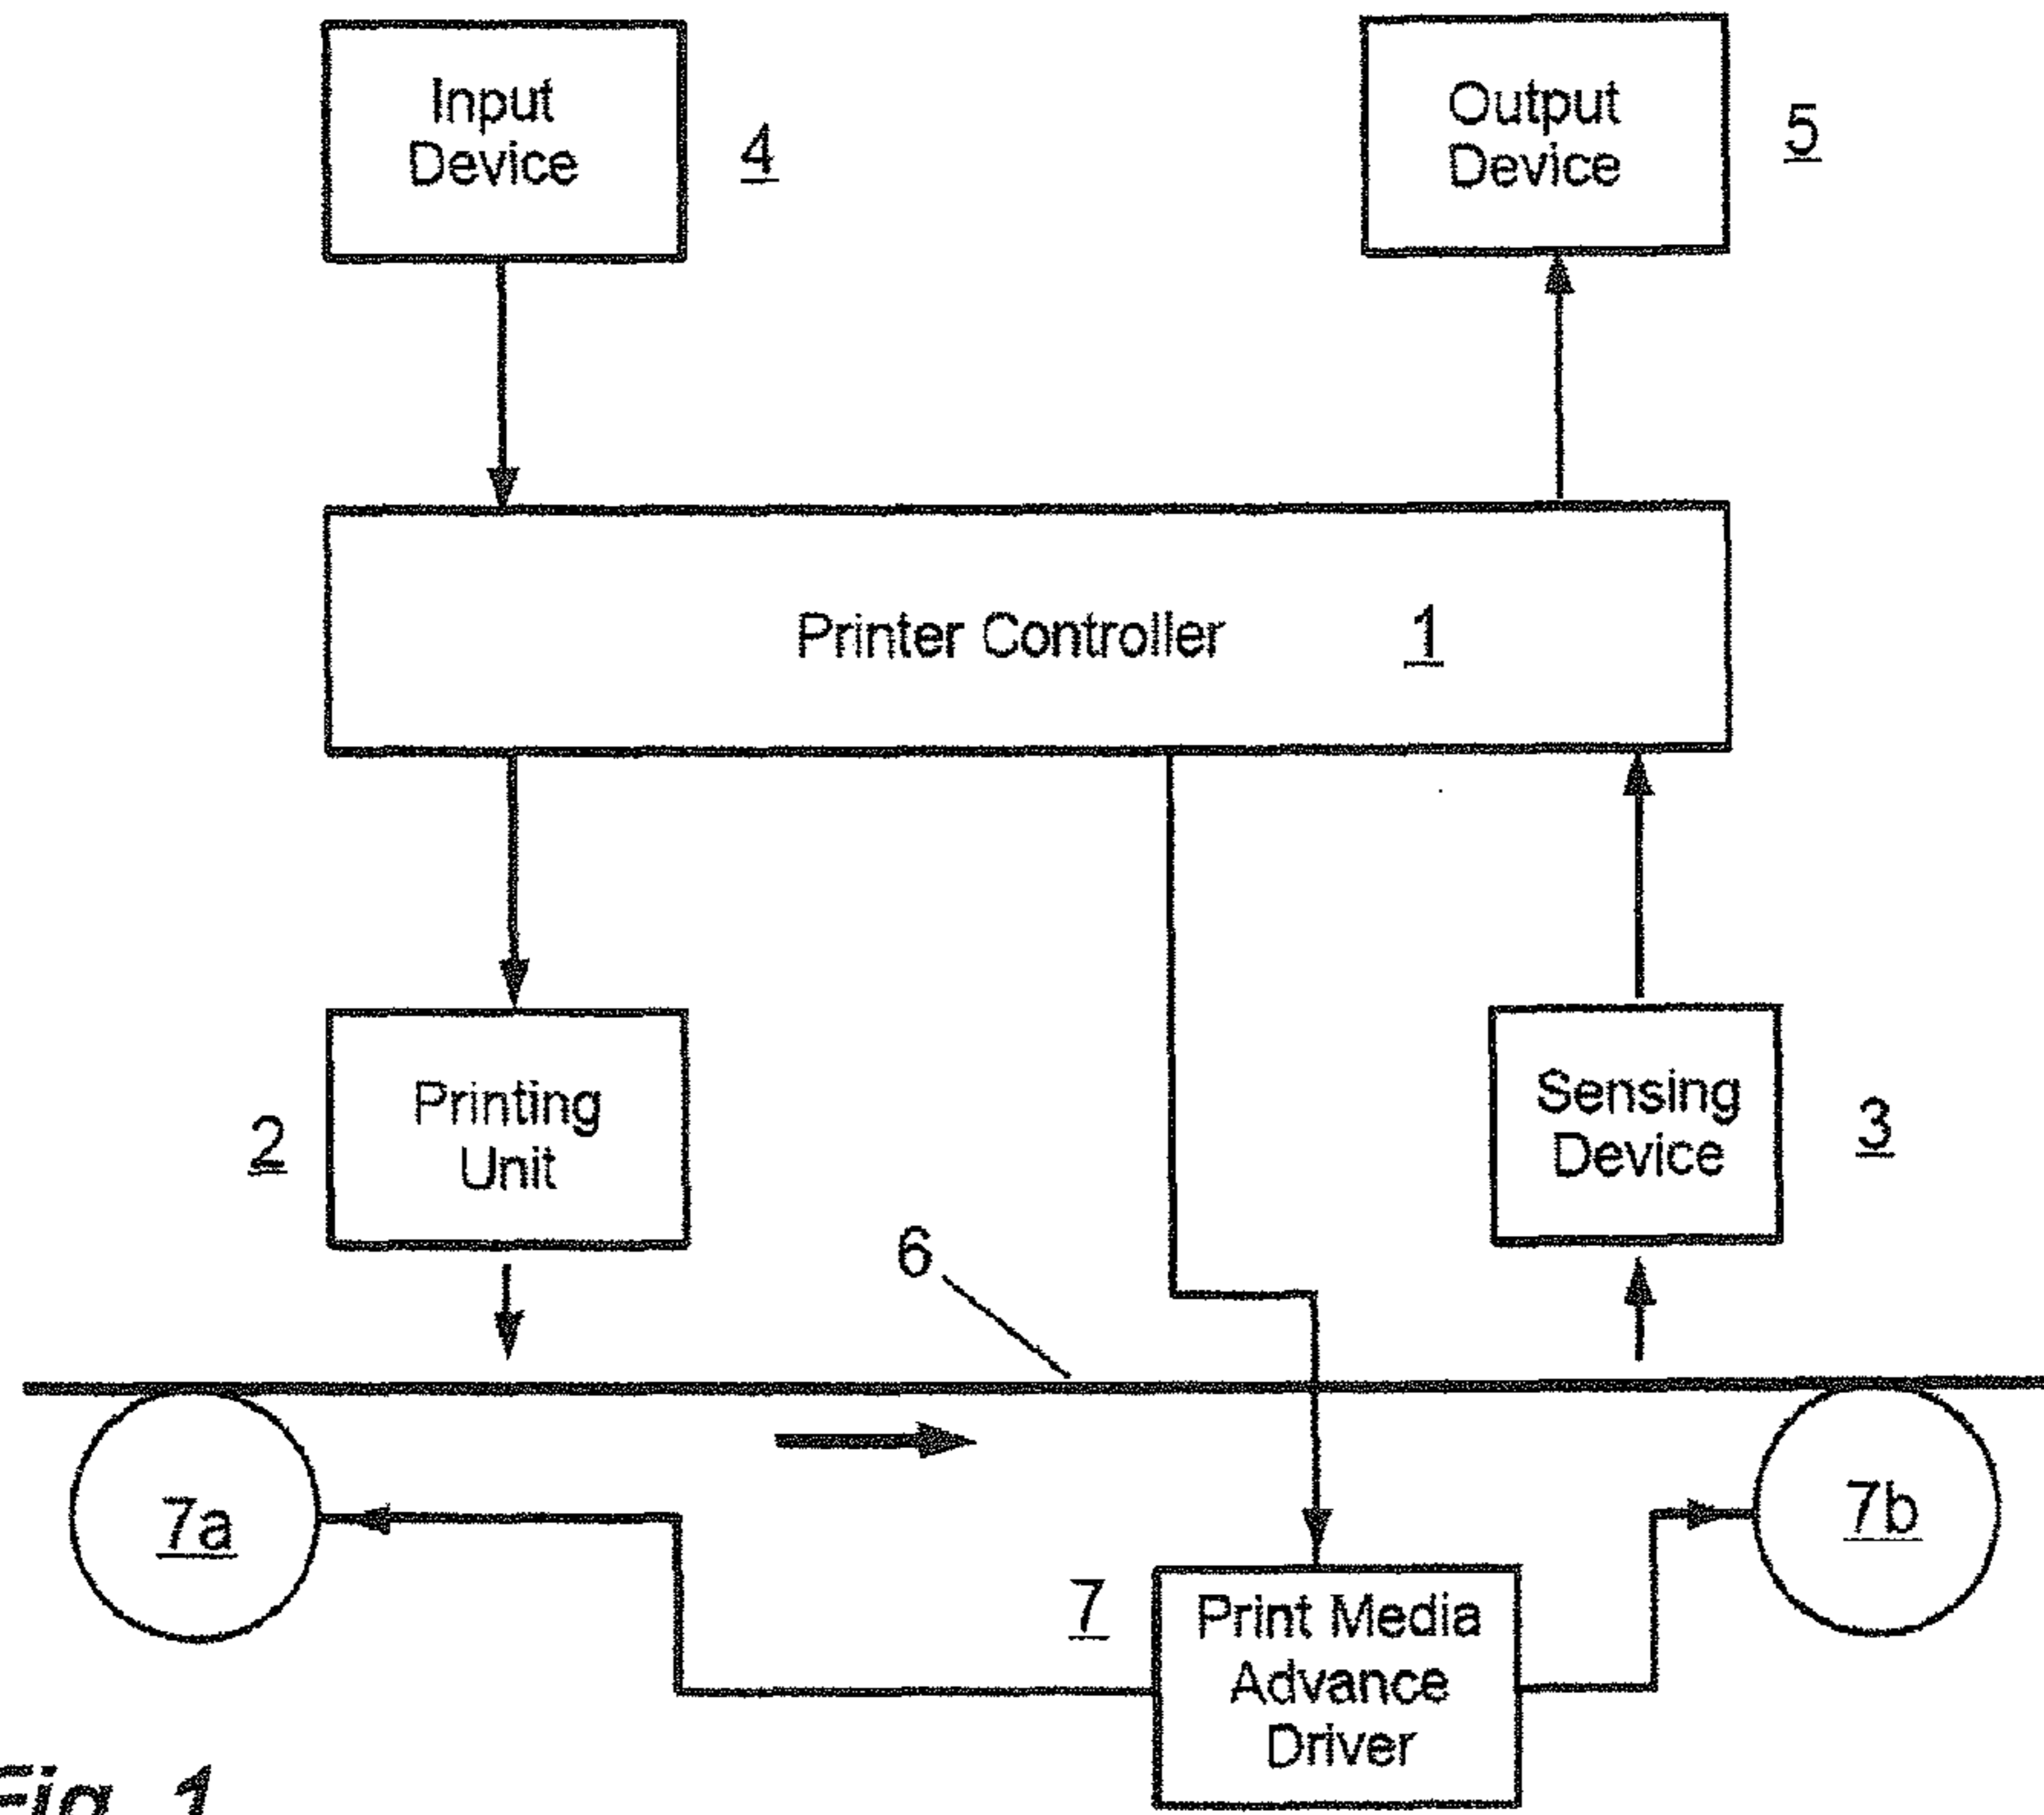 Input
Device
4
Output
Device
5
Printer Controller 1
2
Printing
Unit
Sensing
Device
3
6
7a
7b
7
Print Media
Advance
Driver
Fig. 1